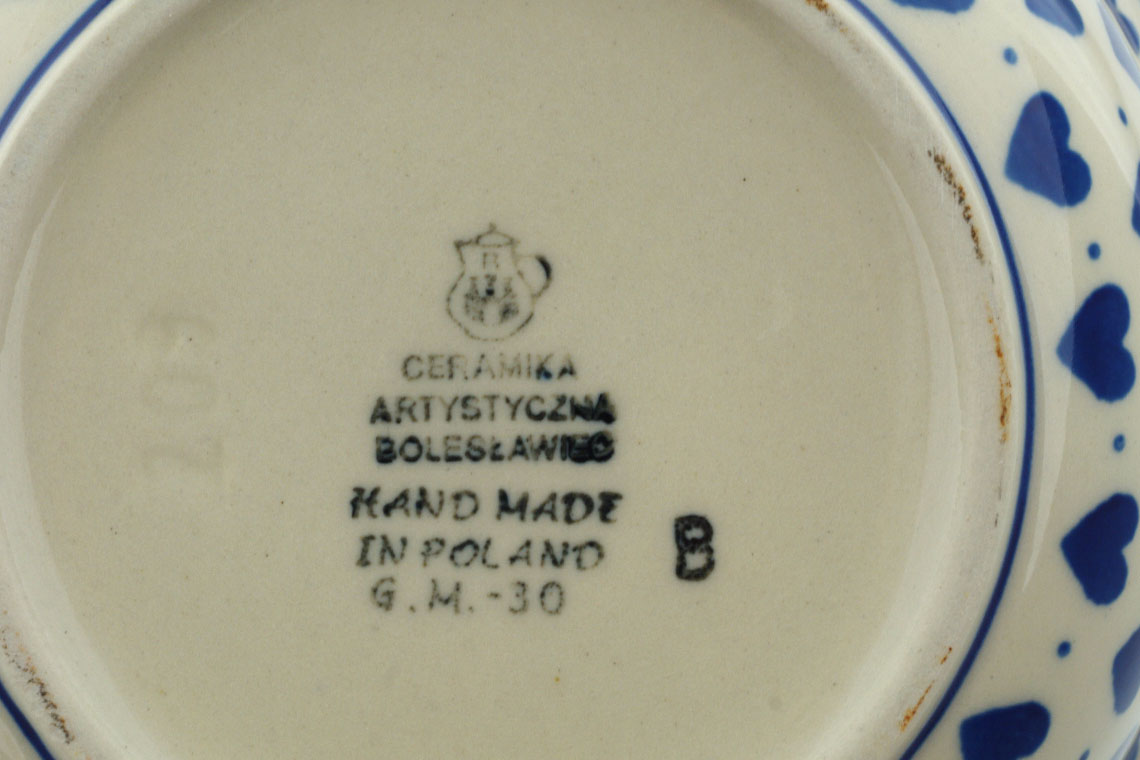 B
CERAMIKA
ARTYSTYCZNA
BOLESŁAWIEC
HAND MADE
IN POLAND
G.M.-30
B